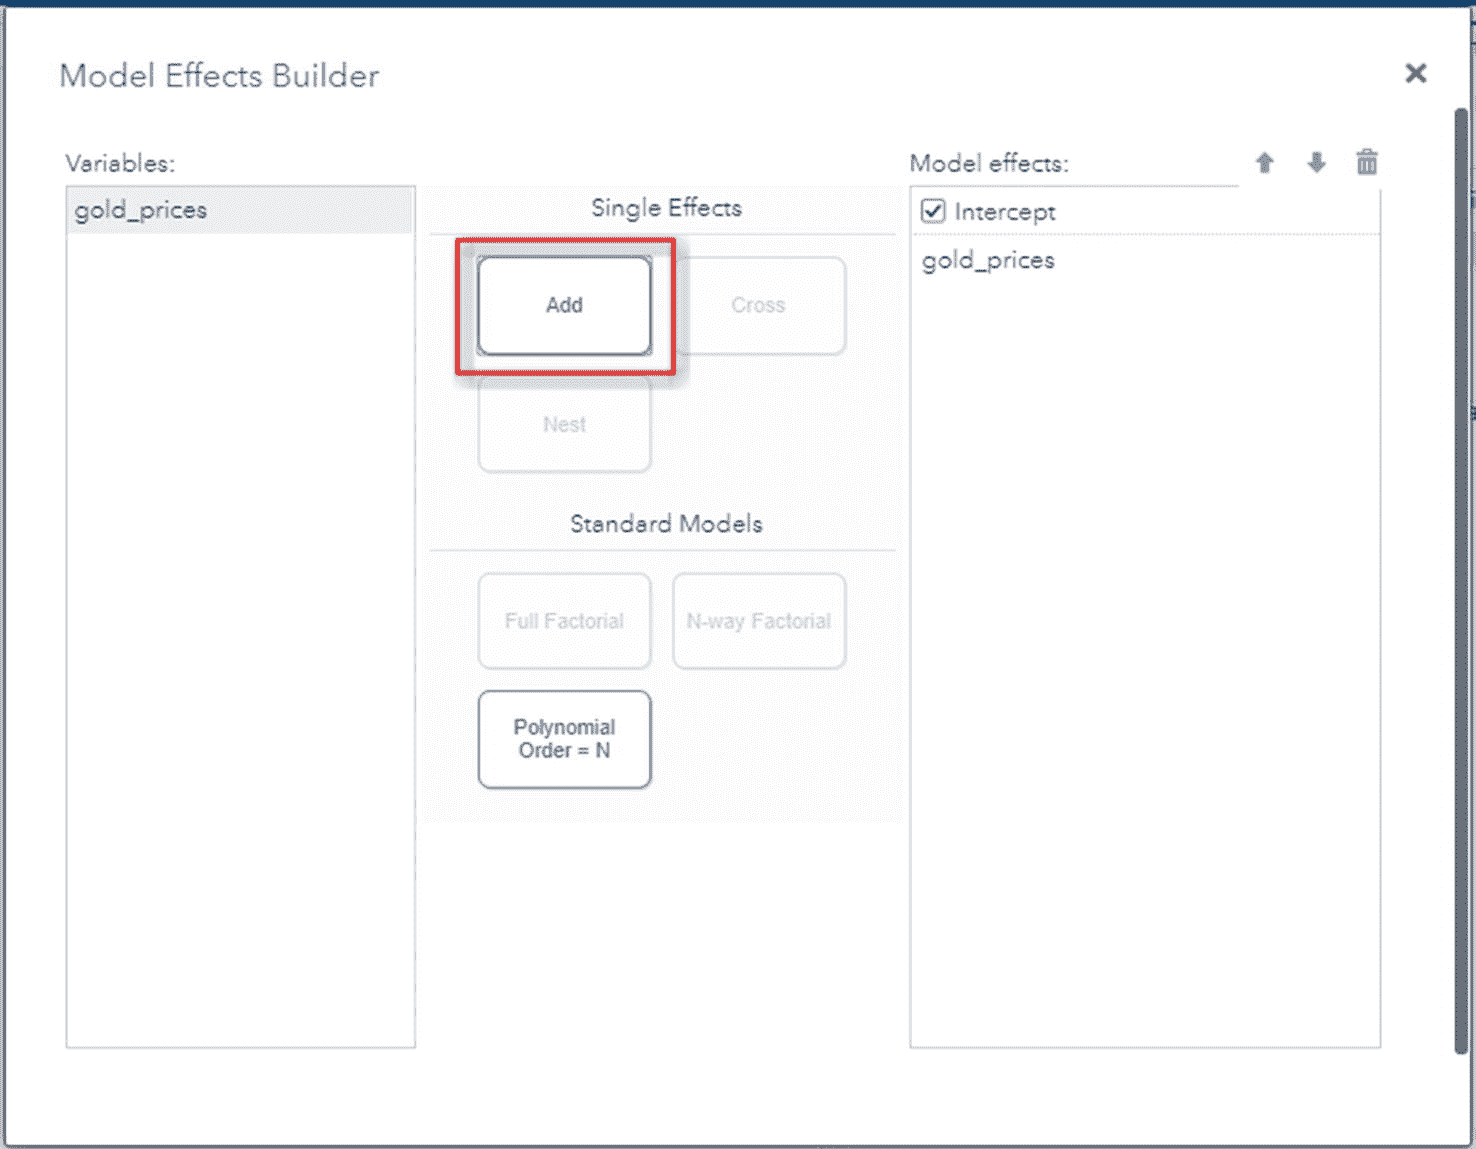 Model Effects Builder
Variables:
gold_prices
Single Effects
Add
Cross
Nest
Standard Models
Full Factorial
N-way Factorial
Polynomial
Order = N
Model effects:
Intercept
gold_prices